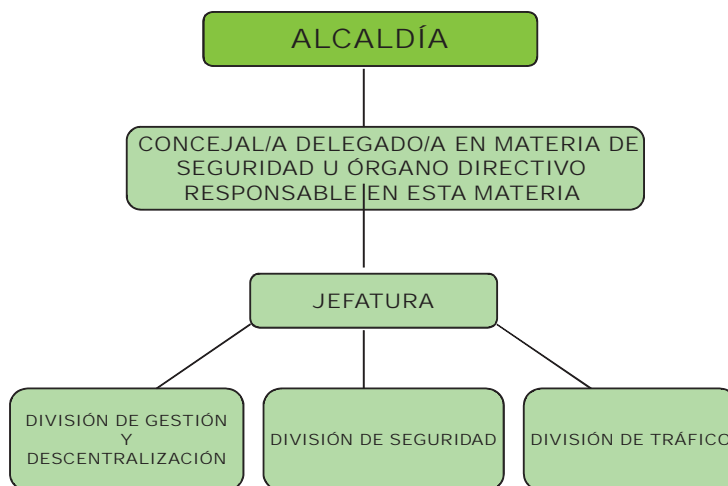 ALCALDÍA
CONCEJAL/A DELEGADO/A EN MATERIA DE
SEGURIDAD U ÓRGANO DIRECTIVO
RESPONSABLE EN ESTA MATERIA
JEFATURA
DIVISIÓN DE GESTIÓN
Y
DESCENTRALIZACIÓN
DIVISIÓN DE SEGURIDAD
DIVISIÓN DE TRÁFICO